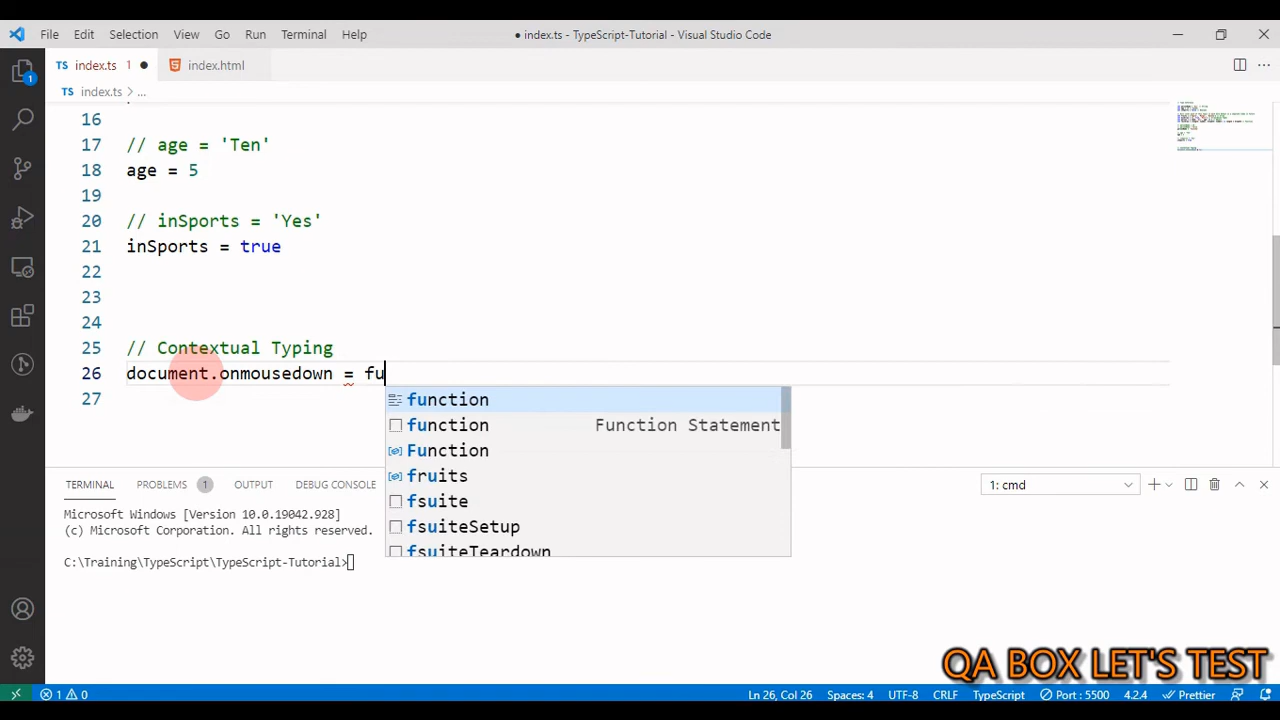 File Edit Selection View Go Run Terminal Help
● index.ts - TypeScript-Tutorial - Visual Studio Code
TS index.ts 1 ●
index.html
TS index.ts > ...
16
17 // age = 'Ten'
18 age = 5
19
20 // inSports = 'Yes'
21 inSports = true
22
23
24
25 // Contextual Typing
26 document.onmousedown = fu
27
function
function Function Statement
Function
fruits
fsuite
fsuiteSetup
fsuiteTeardown
TERMINAL PROBLEMS 1 OUTPUT DEBUG CONSOLE
1: cmd
Microsoft Windows [Version 10.0.19042.928]
(c) Microsoft Corporation. All rights reserved.
C:\Training\TypeScript\TypeScript-Tutorial>
QA BOX LET'S TEST
1 0 Ln 26, Col 26 Spaces: 4 UTF-8 CRLF TypeScript Port : 5500 4.2.4 Prettier